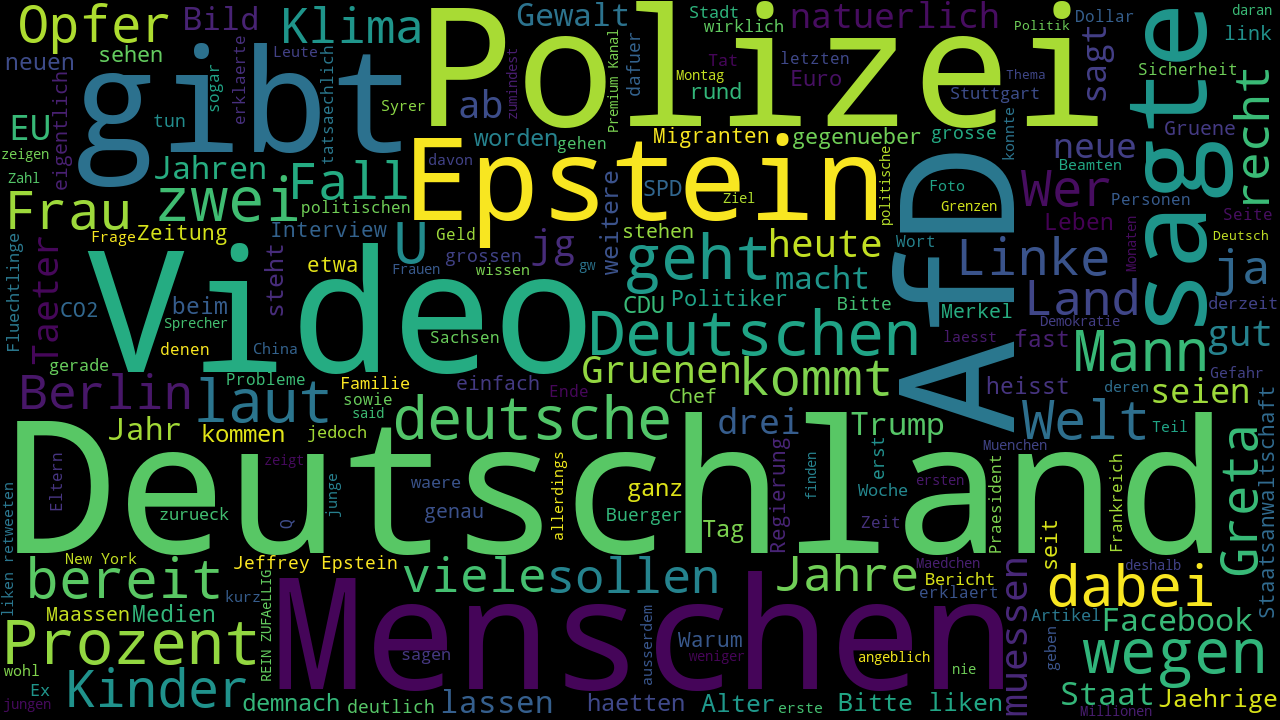 Opfer
Bild
Klima
Polizei
Gewalt
Stadt
wirklich
natuerlich
Politik
Dollar
daran
link
neuen
sehen
gibt
sogar
erklaerte
Leute
tatsaechlich
zumindest
Premium Kanal
dafuer
Montag
Tat
Euro
letzten
Thema
sagt
sagte
Sicherheit
Stuttgart
rund
ab
Syrer
EU
zeigen
Zahl
eigentlich
tun
Jahren
worden
gehen
Migranten
gegenueber
grosse
konnte
neue
Gruene
recht
Beamten
Epstein
davon
SPD
Ziel
politische
AfD
Foto
Grenzen
Wer
Leben
Personen
Seite
Monaten
Deutsch
Frau
zwei
Fall
politischen
Frage
Zeitung
Interview
U
Geld
jg
weitere
stehen
geht
heute
Wort
Linke
ja
Fluechtlinge
Taeter
steht
etwa
Frauen
grossen
wissen
gw
macht
Land
derzeit
CO2
beim
Sprecher
Video
CDU
Politiker
Bitte
Merkel
Demokratie
gut
denen
China
Sachsen
Deutschen
laesst
fast
Mann
Gefahr
gerade
Probleme
Familie
einfach
Ende
Gruenen
kommt
heisst
deren
seien
Berlin
laut
sowie
said
deutsche
Chef
drei
Trump
Welt
Teil
Staatsanwaltschaft
Jahr
kommen
jedoch
Muenchen
Deutschland
zeigt
Eltern
junge
waere
genau
allerdings
ganz
Buerger
Tag
Regierung
finden
erst
Woche
Zeit
ersten
Praesident
seit
Frankreich
Greta
liken retweeten
zurueck
Q
New York
Jeffrey Epstein
bereit
viele
sollen
Jahre
Maedchen
Bericht
erklaert
deshalb
dabei
kurz
REIN ZUFAeLLIG
Maassen
Medien
Menschen
muessen
Artikel
Facebook
Prozent
sagen
ausserdem
Warum
weniger
angeblich
geben
wegen
wohl
nie
Ex
Kinder
Staat
Jaehrige
jungen
demnach
deutlich
lassen
haetten
Alter
erste
Bitte liken
Millionen